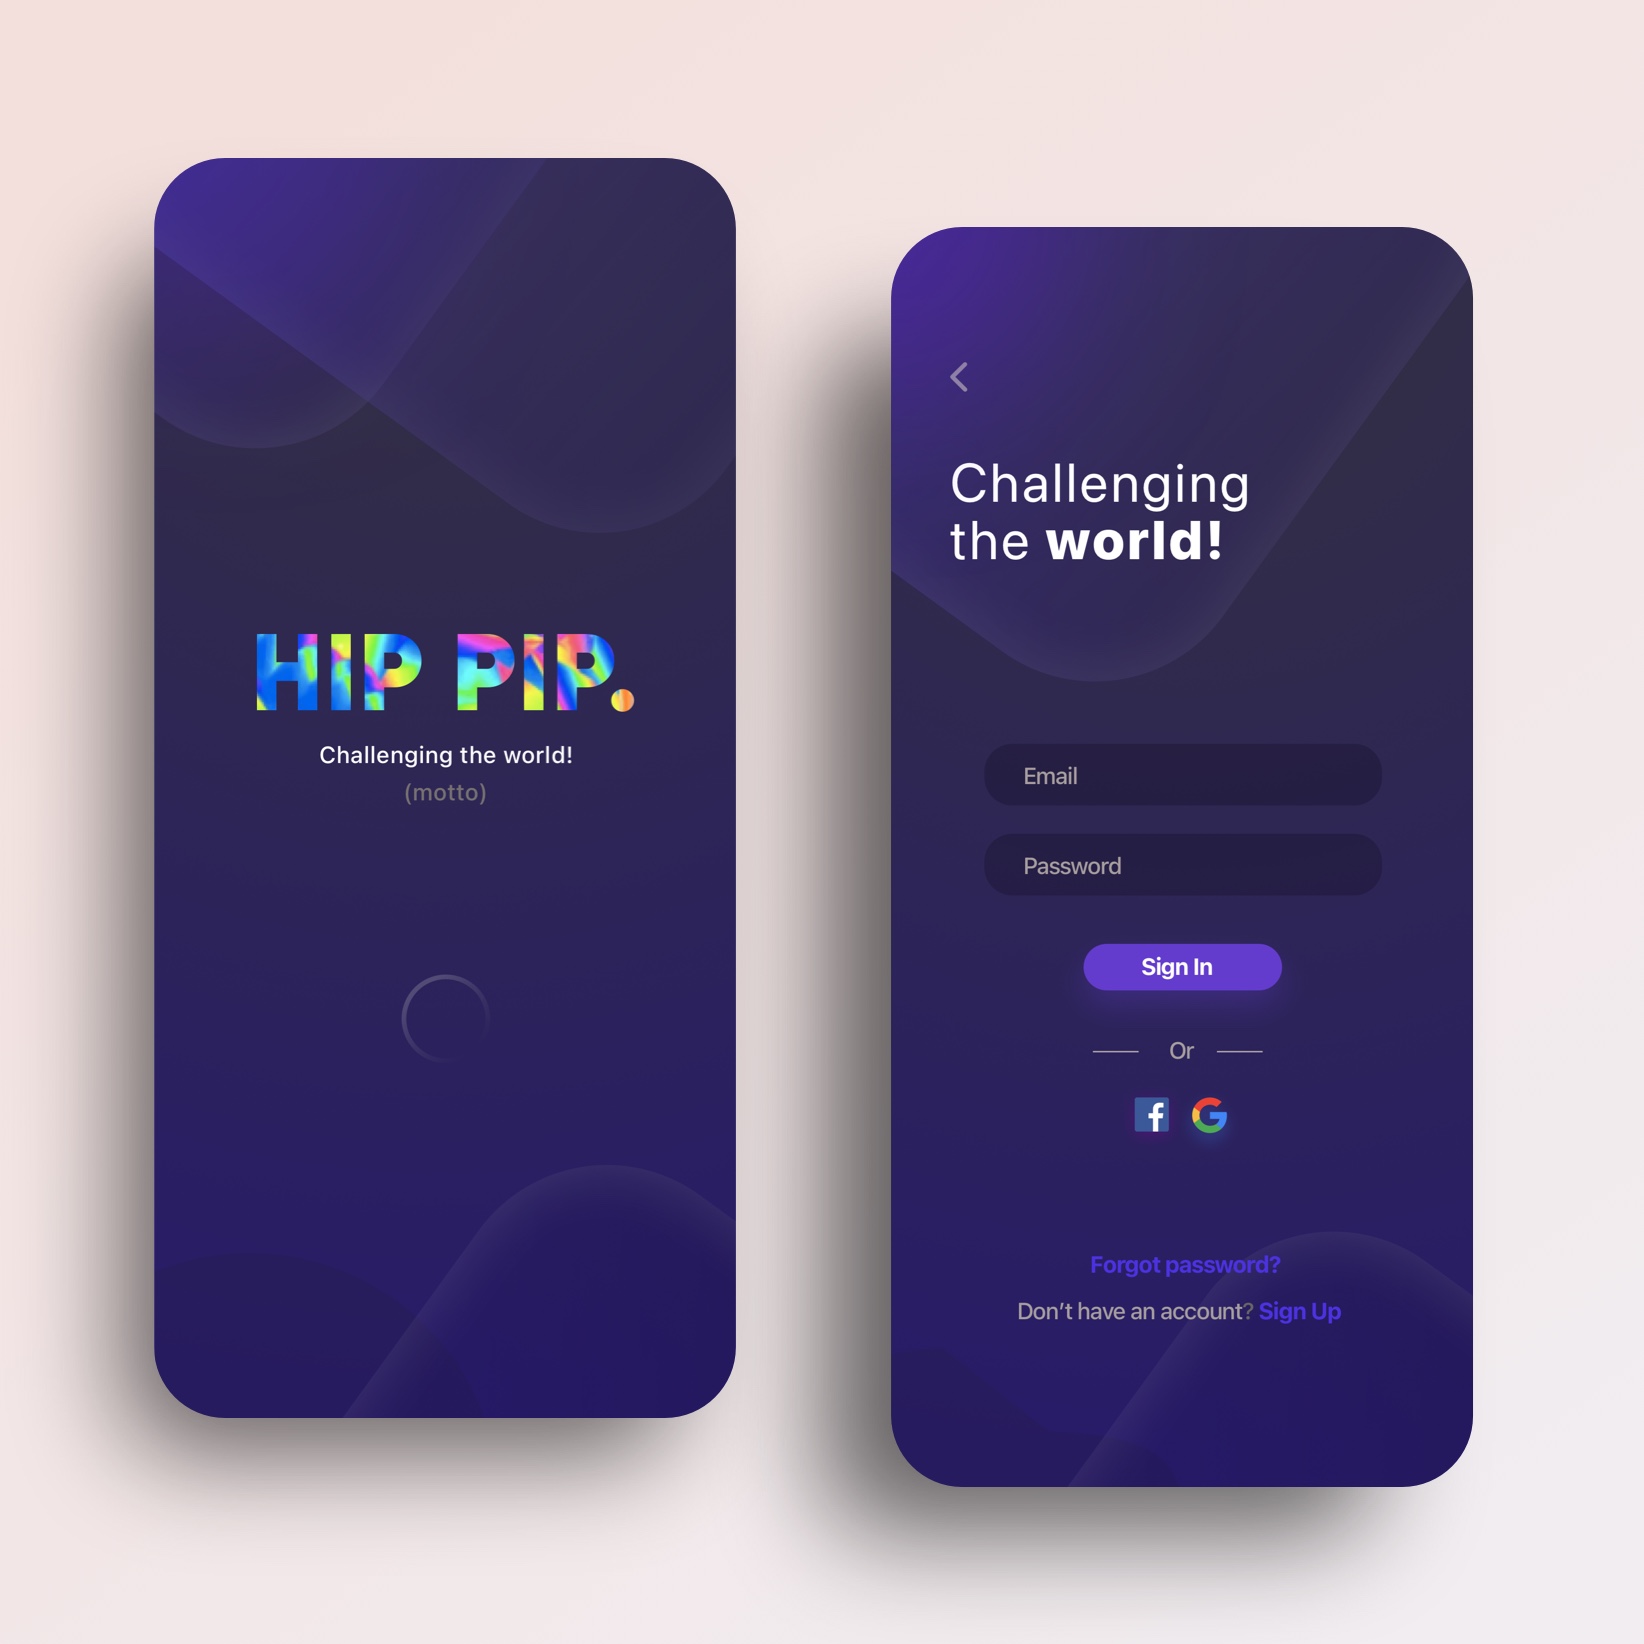 HIP PIP.
Challenging the world!
(motto)
Challenging
the world!
Email
Password
Sign In
Or
Forgot password?
Don’t have an account? Sign Up